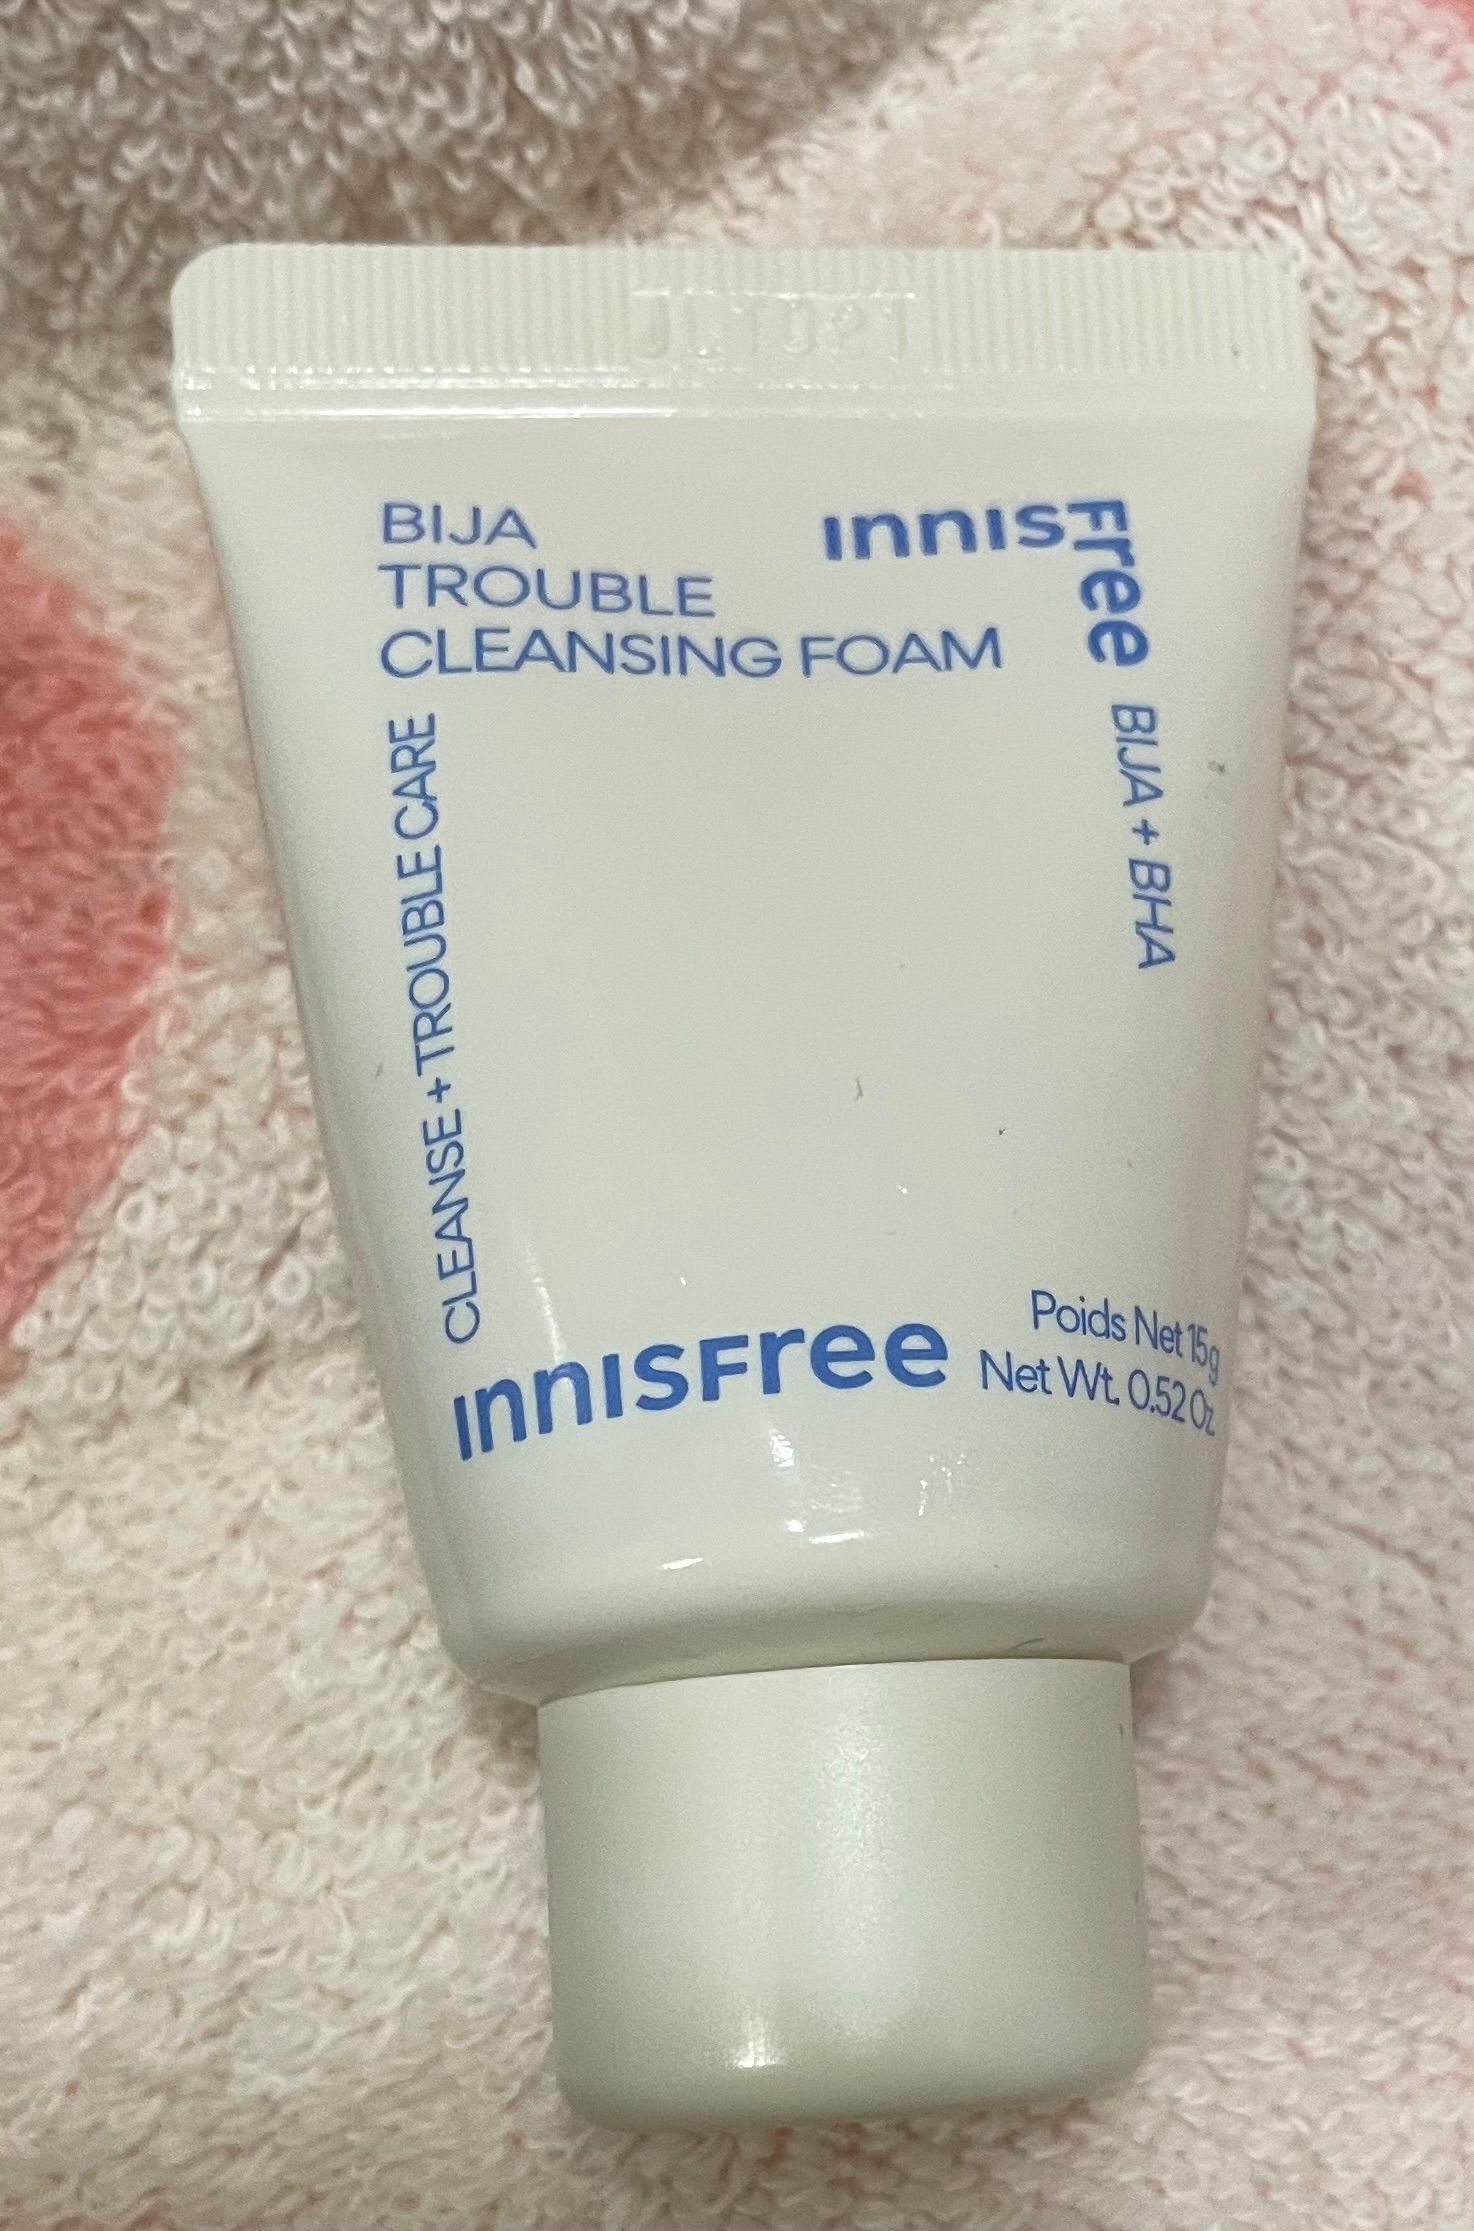 BIJA
TROUBLE
CLEANSING FOAM
INNISFree
BIJA + BHA
CLEANSE + TROUBLE CARE
INNISFree
Poids Net 15g
Net Wt. 0.52 Oz.